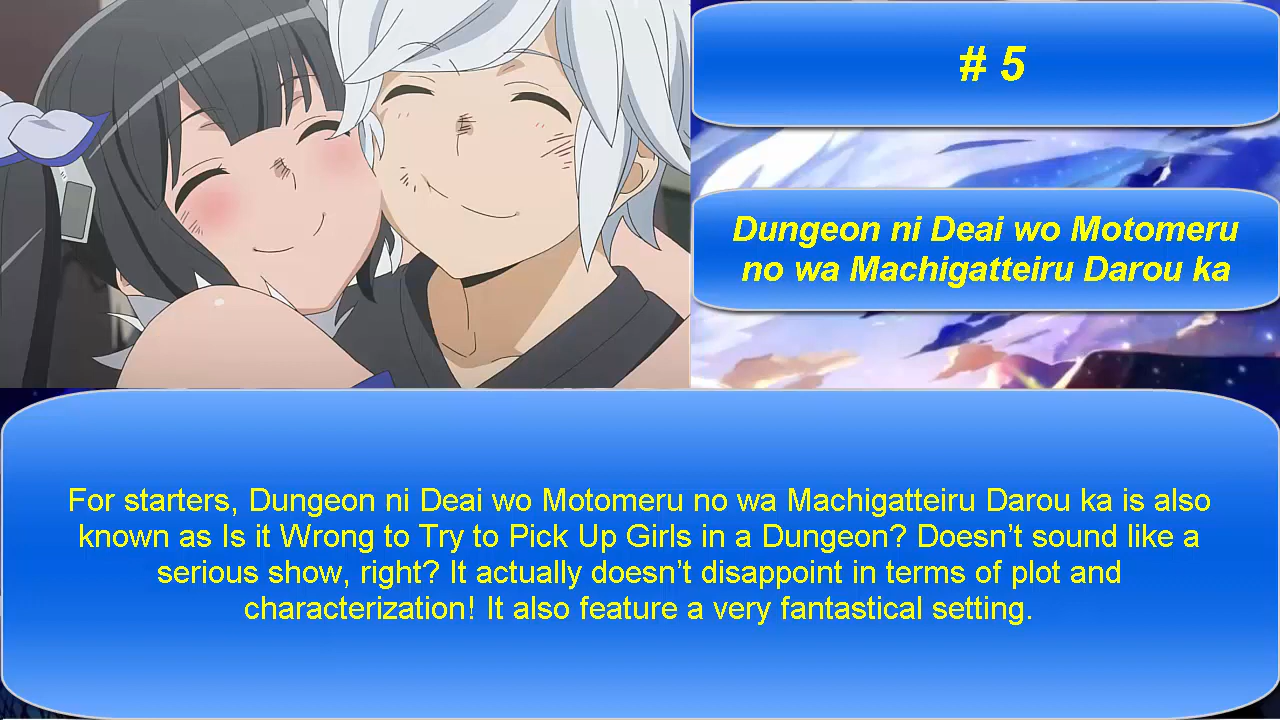 # 5
Dungeon ni Deai wo Motomeru
no wa Machigatteiru Darou ka
For starters, Dungeon ni Deai wo Motomeru no wa Machigatteiru Darou ka is also
known as Is it Wrong to Try to Pick Up Girls in a Dungeon? Doesn’t sound like a
serious show, right? It actually doesn’t disappoint in terms of plot and
characterization! It also feature a very fantastical setting.